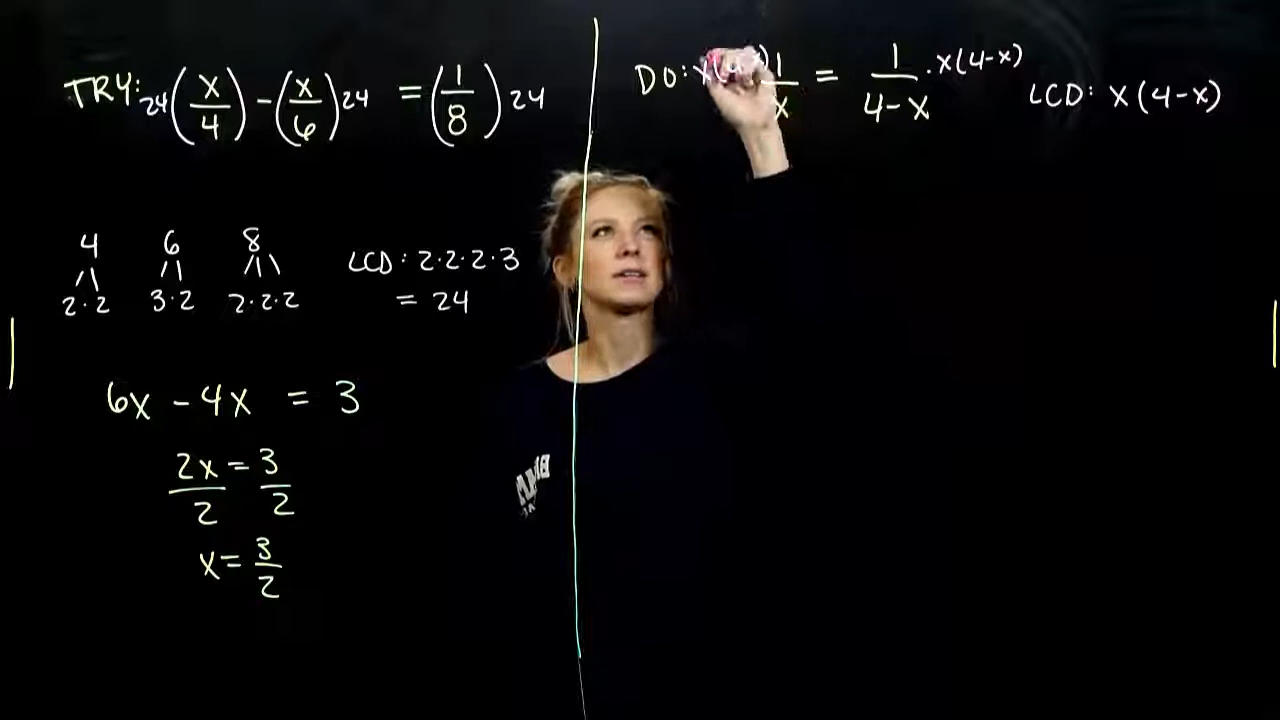 TRY: 24(x/4) - (x/6)24 = (1/8)24
4 6 8
2·2 3·2 2·2·2
LCD: 2·2·2·3
= 24
6x - 4x = 3
2x/2 = 3/2
x = 3/2
DO: x(4-x) 1/x = 1/4-x · x(4-x)
LCD: x(4-x)